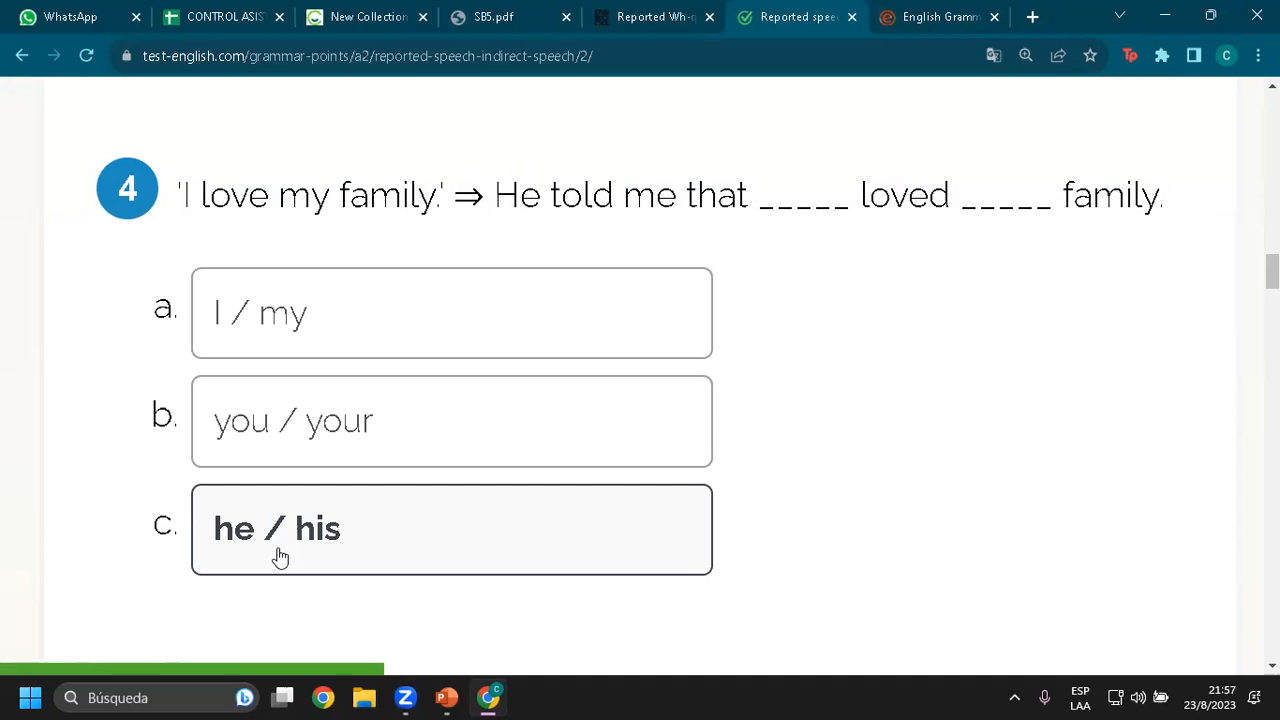 WhatsApp
CONTROL ASIS
New Collection
SB5.pdf
Reported Wh-q
Reported spee
English Gramm
test-english.com/grammar-points/a2/reported-speech-indirect-speech/2/
Tp
C
4 'I love my family.' ⇒ He told me that _____ loved _____ family.
a. I / my
b. you / your
c. he / his
Búsqueda
C
ESP
LAA
21:57
23/8/2023